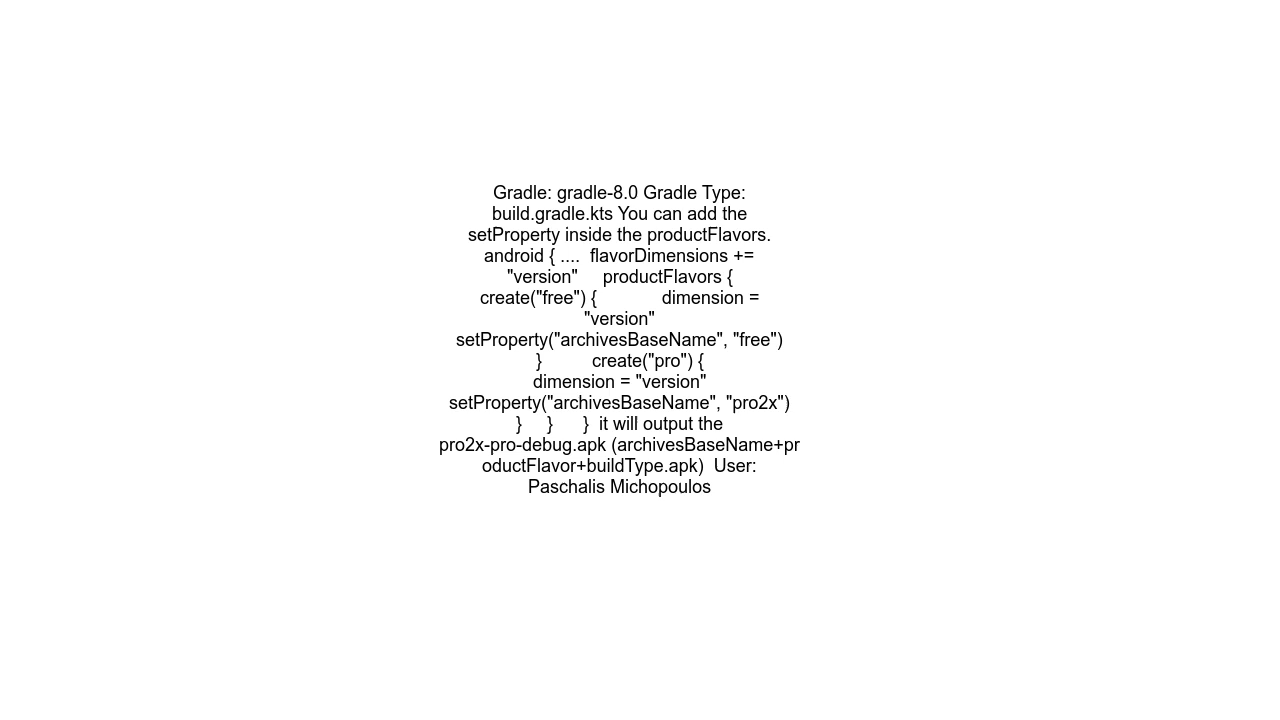 Gradle: gradle-8.0 Gradle Type:
build.gradle.kts You can add the
setProperty inside the productFlavors.
android { ....  flavorDimensions +=
"version"     productFlavors {
create("free") {             dimension =
"version"
setProperty("archivesBaseName", "free")
}          create("pro") {
dimension = "version"
setProperty("archivesBaseName", "pro2x")
}     }      }  it will output the
pro2x-pro-debug.apk (archivesBaseName+pr
oductFlavor+buildType.apk)  User:
Paschalis Michopoulos